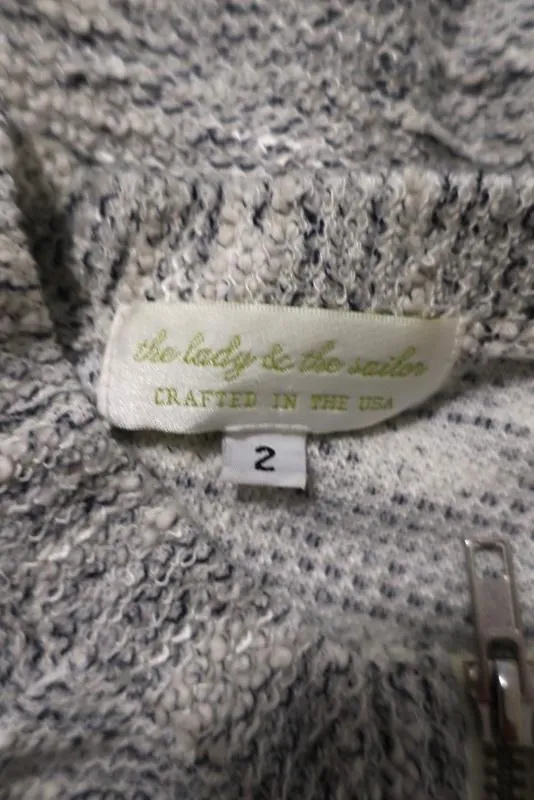 the lady & the sailor
CRAFTED IN THE USA
2